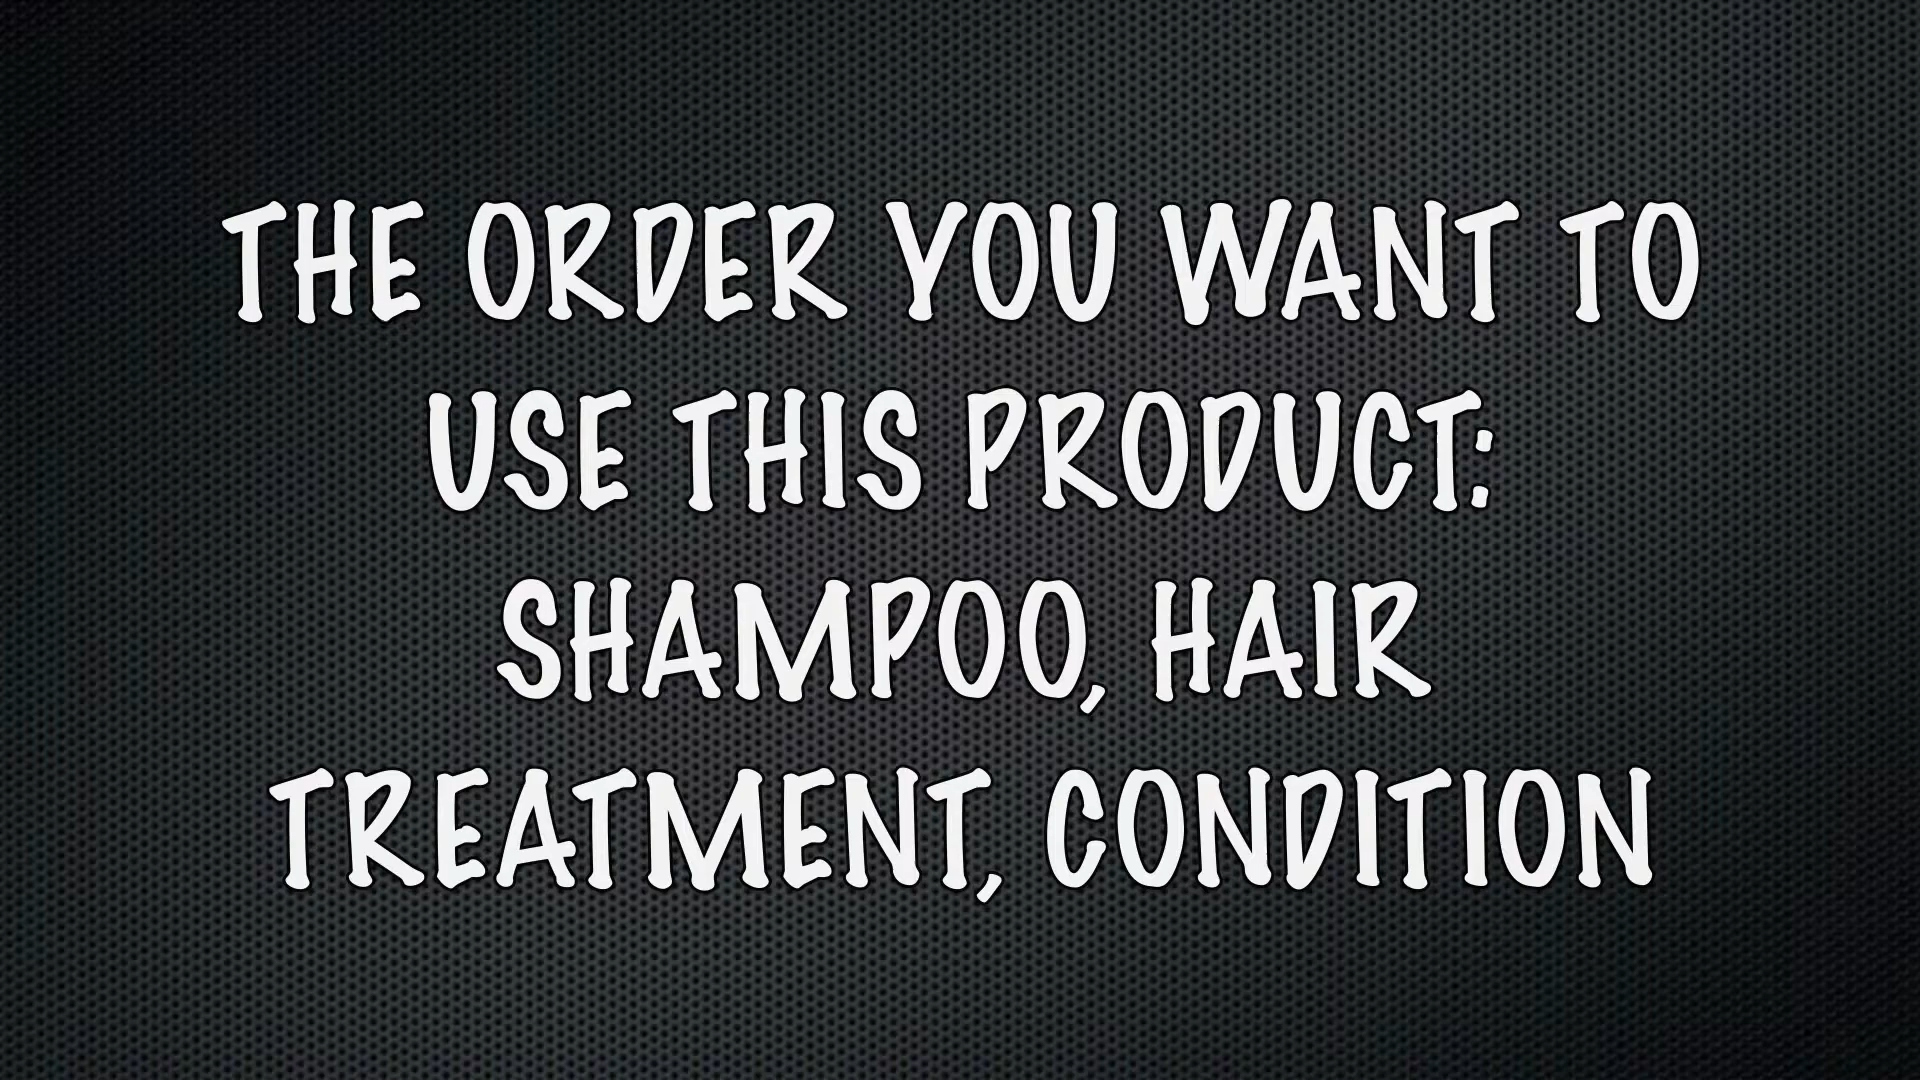 THE ORDER YOU WANT TO
USE THIS PRODUCT:
SHAMPOO, HAIR
TREATMENT, CONDITION